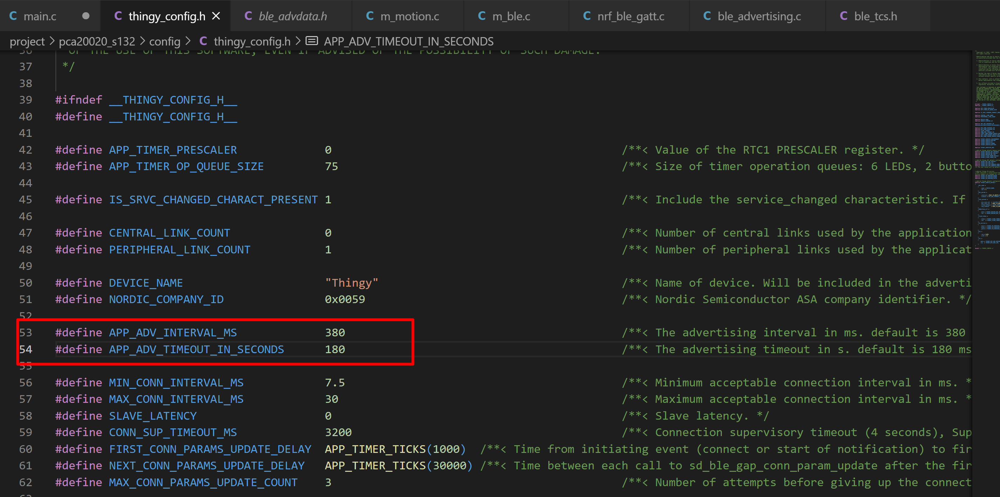 main.c
thingy_config.h
ble_advdata.h
m_motion.c
m_ble.c
nrf_ble_gatt.c
ble_advertising.c
ble_tcs.h
project > pca20020_s132 > config > C thingy_config.h > APP_ADV_TIMEOUT_IN_SECONDS
36 OF THE USE OF THIS SOFTWARE, EVEN IF ADVISED OF THE POSSIBILITY OF SUCH DAMAGE.
37 */
38
39 #ifndef __THINGY_CONFIG_H__
40 #define __THINGY_CONFIG_H__
41
42 #define APP_TIMER_PRESCALER 0 /**< Value of the RTC1 PRESCALER register. */
43 #define APP_TIMER_OP_QUEUE_SIZE 75 /**< Size of timer operation queues: 6 LEDs, 2 butto
44
45 #define IS_SRVC_CHANGED_CHARACT_PRESENT 1 /**< Include the service_changed characteristic. If
46
47 #define CENTRAL_LINK_COUNT 0 /**< Number of central links used by the application
48 #define PERIPHERAL_LINK_COUNT 1 /**< Number of peripheral links used by the applicat
49
50 #define DEVICE_NAME "Thingy" /**< Name of device. Will be included in the adverti
51 #define NORDIC_COMPANY_ID 0x0059 /**< Nordic Semiconductor ASA company identifier. */
52
53 #define APP_ADV_INTERVAL_MS 380 /**< The advertising interval in ms. default is 380
54 #define APP_ADV_TIMEOUT_IN_SECONDS 180 /**< The advertising timeout in s. default is 180 ms
55
56 #define MIN_CONN_INTERVAL_MS 7.5 /**< Minimum acceptable connection interval in ms. *
57 #define MAX_CONN_INTERVAL_MS 30 /**< Maximum acceptable connection interval in ms. *
58 #define SLAVE_LATENCY 0 /**< Slave latency. */
59 #define CONN_SUP_TIMEOUT_MS 3200 /**< Connection supervisory timeout (4 seconds), Sup
60 #define FIRST_CONN_PARAMS_UPDATE_DELAY APP_TIMER_TICKS(1000) /**< Time from initiating event (connect or start of notification) to fir
61 #define NEXT_CONN_PARAMS_UPDATE_DELAY APP_TIMER_TICKS(30000) /**< Time between each call to sd_ble_gap_conn_param_update after the fir
62 #define MAX_CONN_PARAMS_UPDATE_COUNT 3 /**< Number of attempts before giving up the connect
63